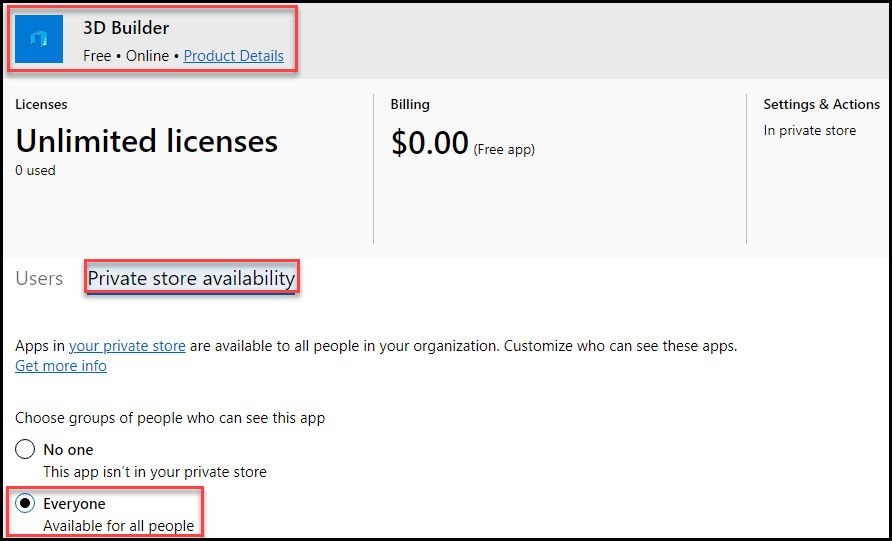 3D Builder
Free • Online • Product Details
Licenses
Unlimited licenses
0 used
Billing
$0.00 (Free app)
Settings & Actions
In private store
Users
Private store availability
Apps in your private store are available to all people in your organization. Customize who can see these apps.
Get more info
Choose groups of people who can see this app
No one
This app isn't in your private store
Everyone
Available for all people